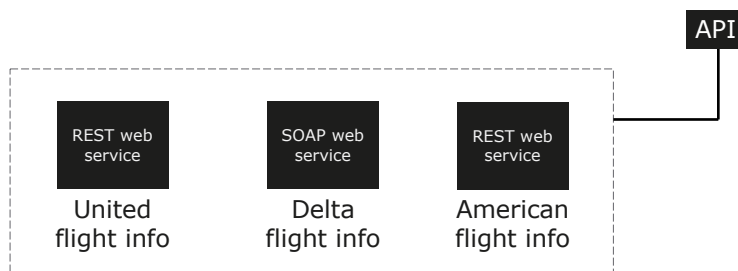 API
REST web
service
SOAP web
service
REST web
service
United
flight info
Delta
flight info
American
flight info